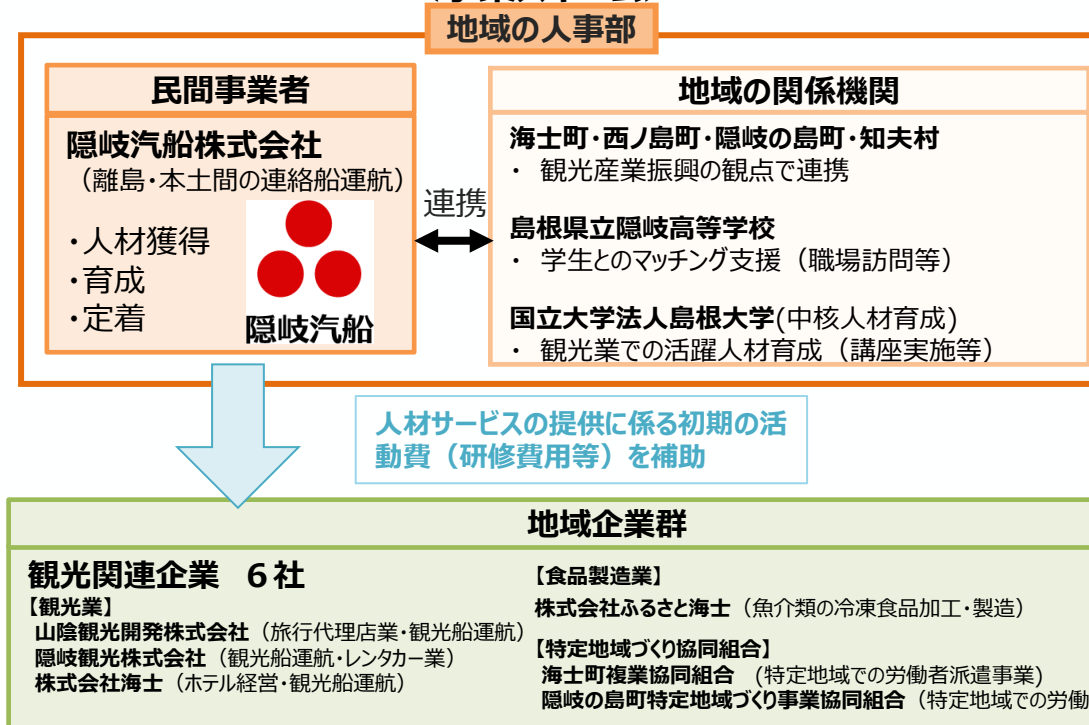 地域の人事部
民間事業者
隠岐汽船株式会社
（離島・本土間の連絡船運航）
・人材獲得
・育成
・定着
隠岐汽船
連携
地域の関係機関
海士町・西ノ島町・隠岐の島町・知夫村
・ 観光産業振興の観点で連携
島根県立隠岐高等学校
・ 学生とのマッチング支援（職場訪問等）
国立大学法人島根大学(中核人材育成)
・ 観光業での活躍人材育成（講座実施等）
人材サービスの提供に係る初期の活
動費（研修費用等）を補助
地域企業群
観光関連企業 ６社
【観光業】
山陰観光開発株式会社（旅行代理店業・観光船運航）
隠岐観光株式会社（観光船運航・レンタカー業）
株式会社海士（ホテル経営・観光船運航）
【食品製造業】
株式会社ふるさと海士（魚介類の冷凍食品加工・製造）
【特定地域づくり協同組合】
海士町複業協同組合 （特定地域での労働者派遣事業）
隠岐の島町特定地域づくり事業協同組合（特定地域での労働